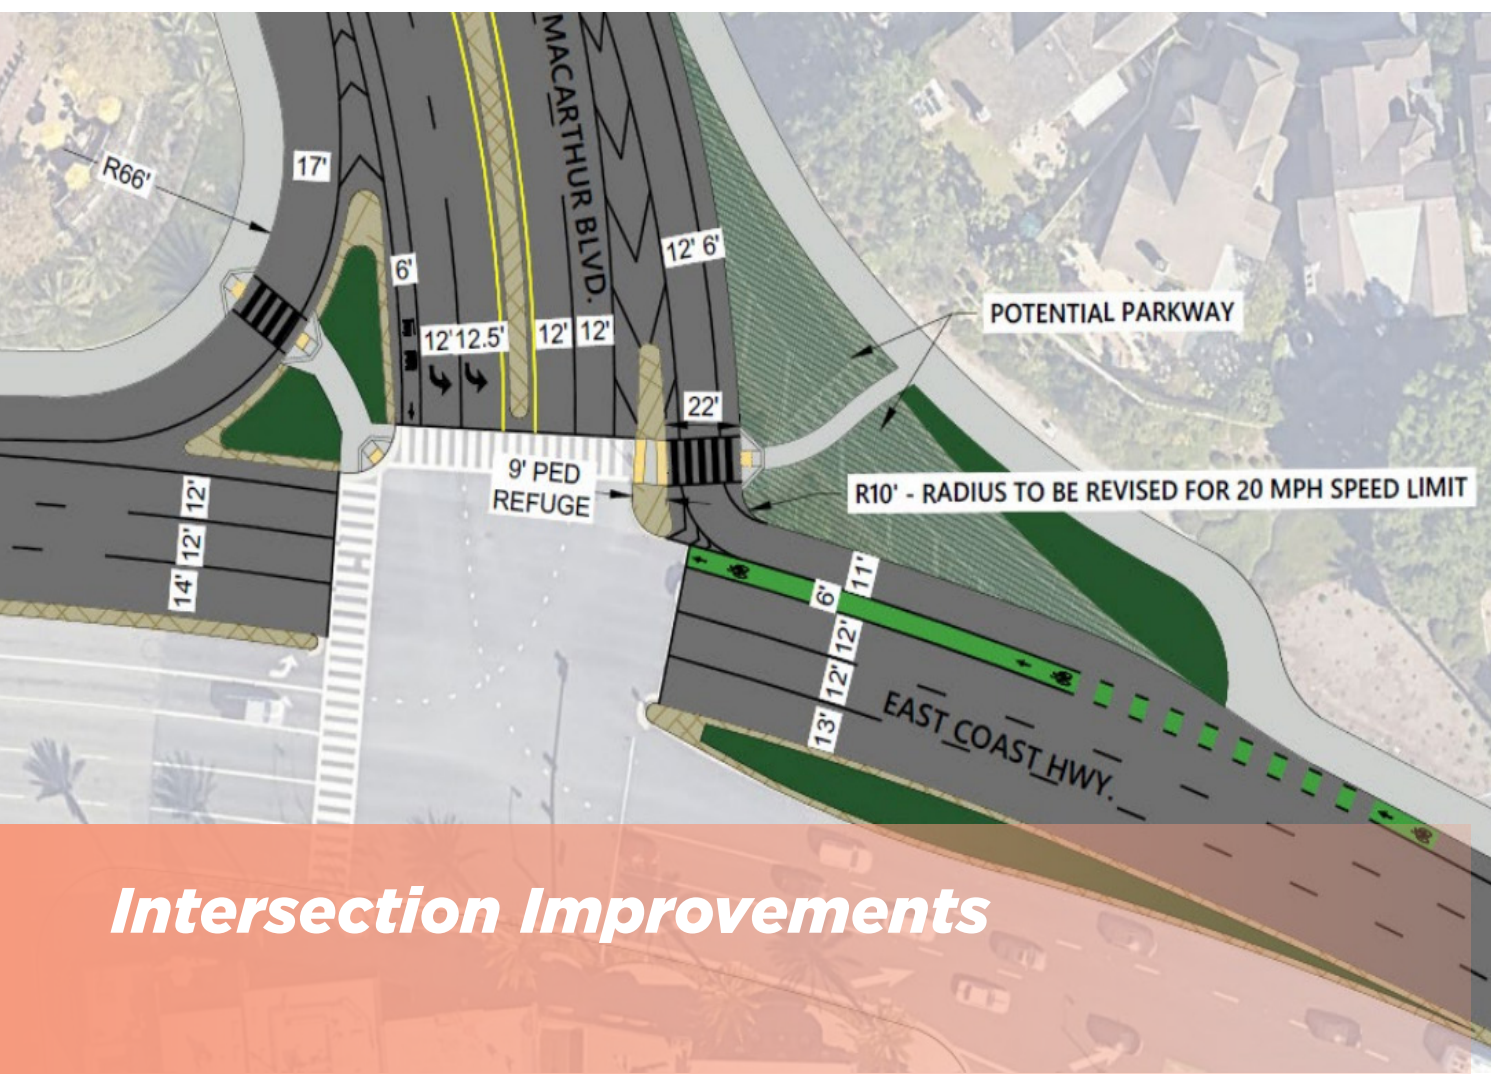 MACARTHUR BLVD.
R66'
17'
12' 6'
6'
POTENTIAL PARKWAY
12' 12.5' 12' 12'
22'
9' PED
REFUGE
R10' - RADIUS TO BE REVISED FOR 20 MPH SPEED LIMIT
12'
12'
14'
11'
6'
12'
12'
13'
EAST COAST HWY.
Intersection Improvements